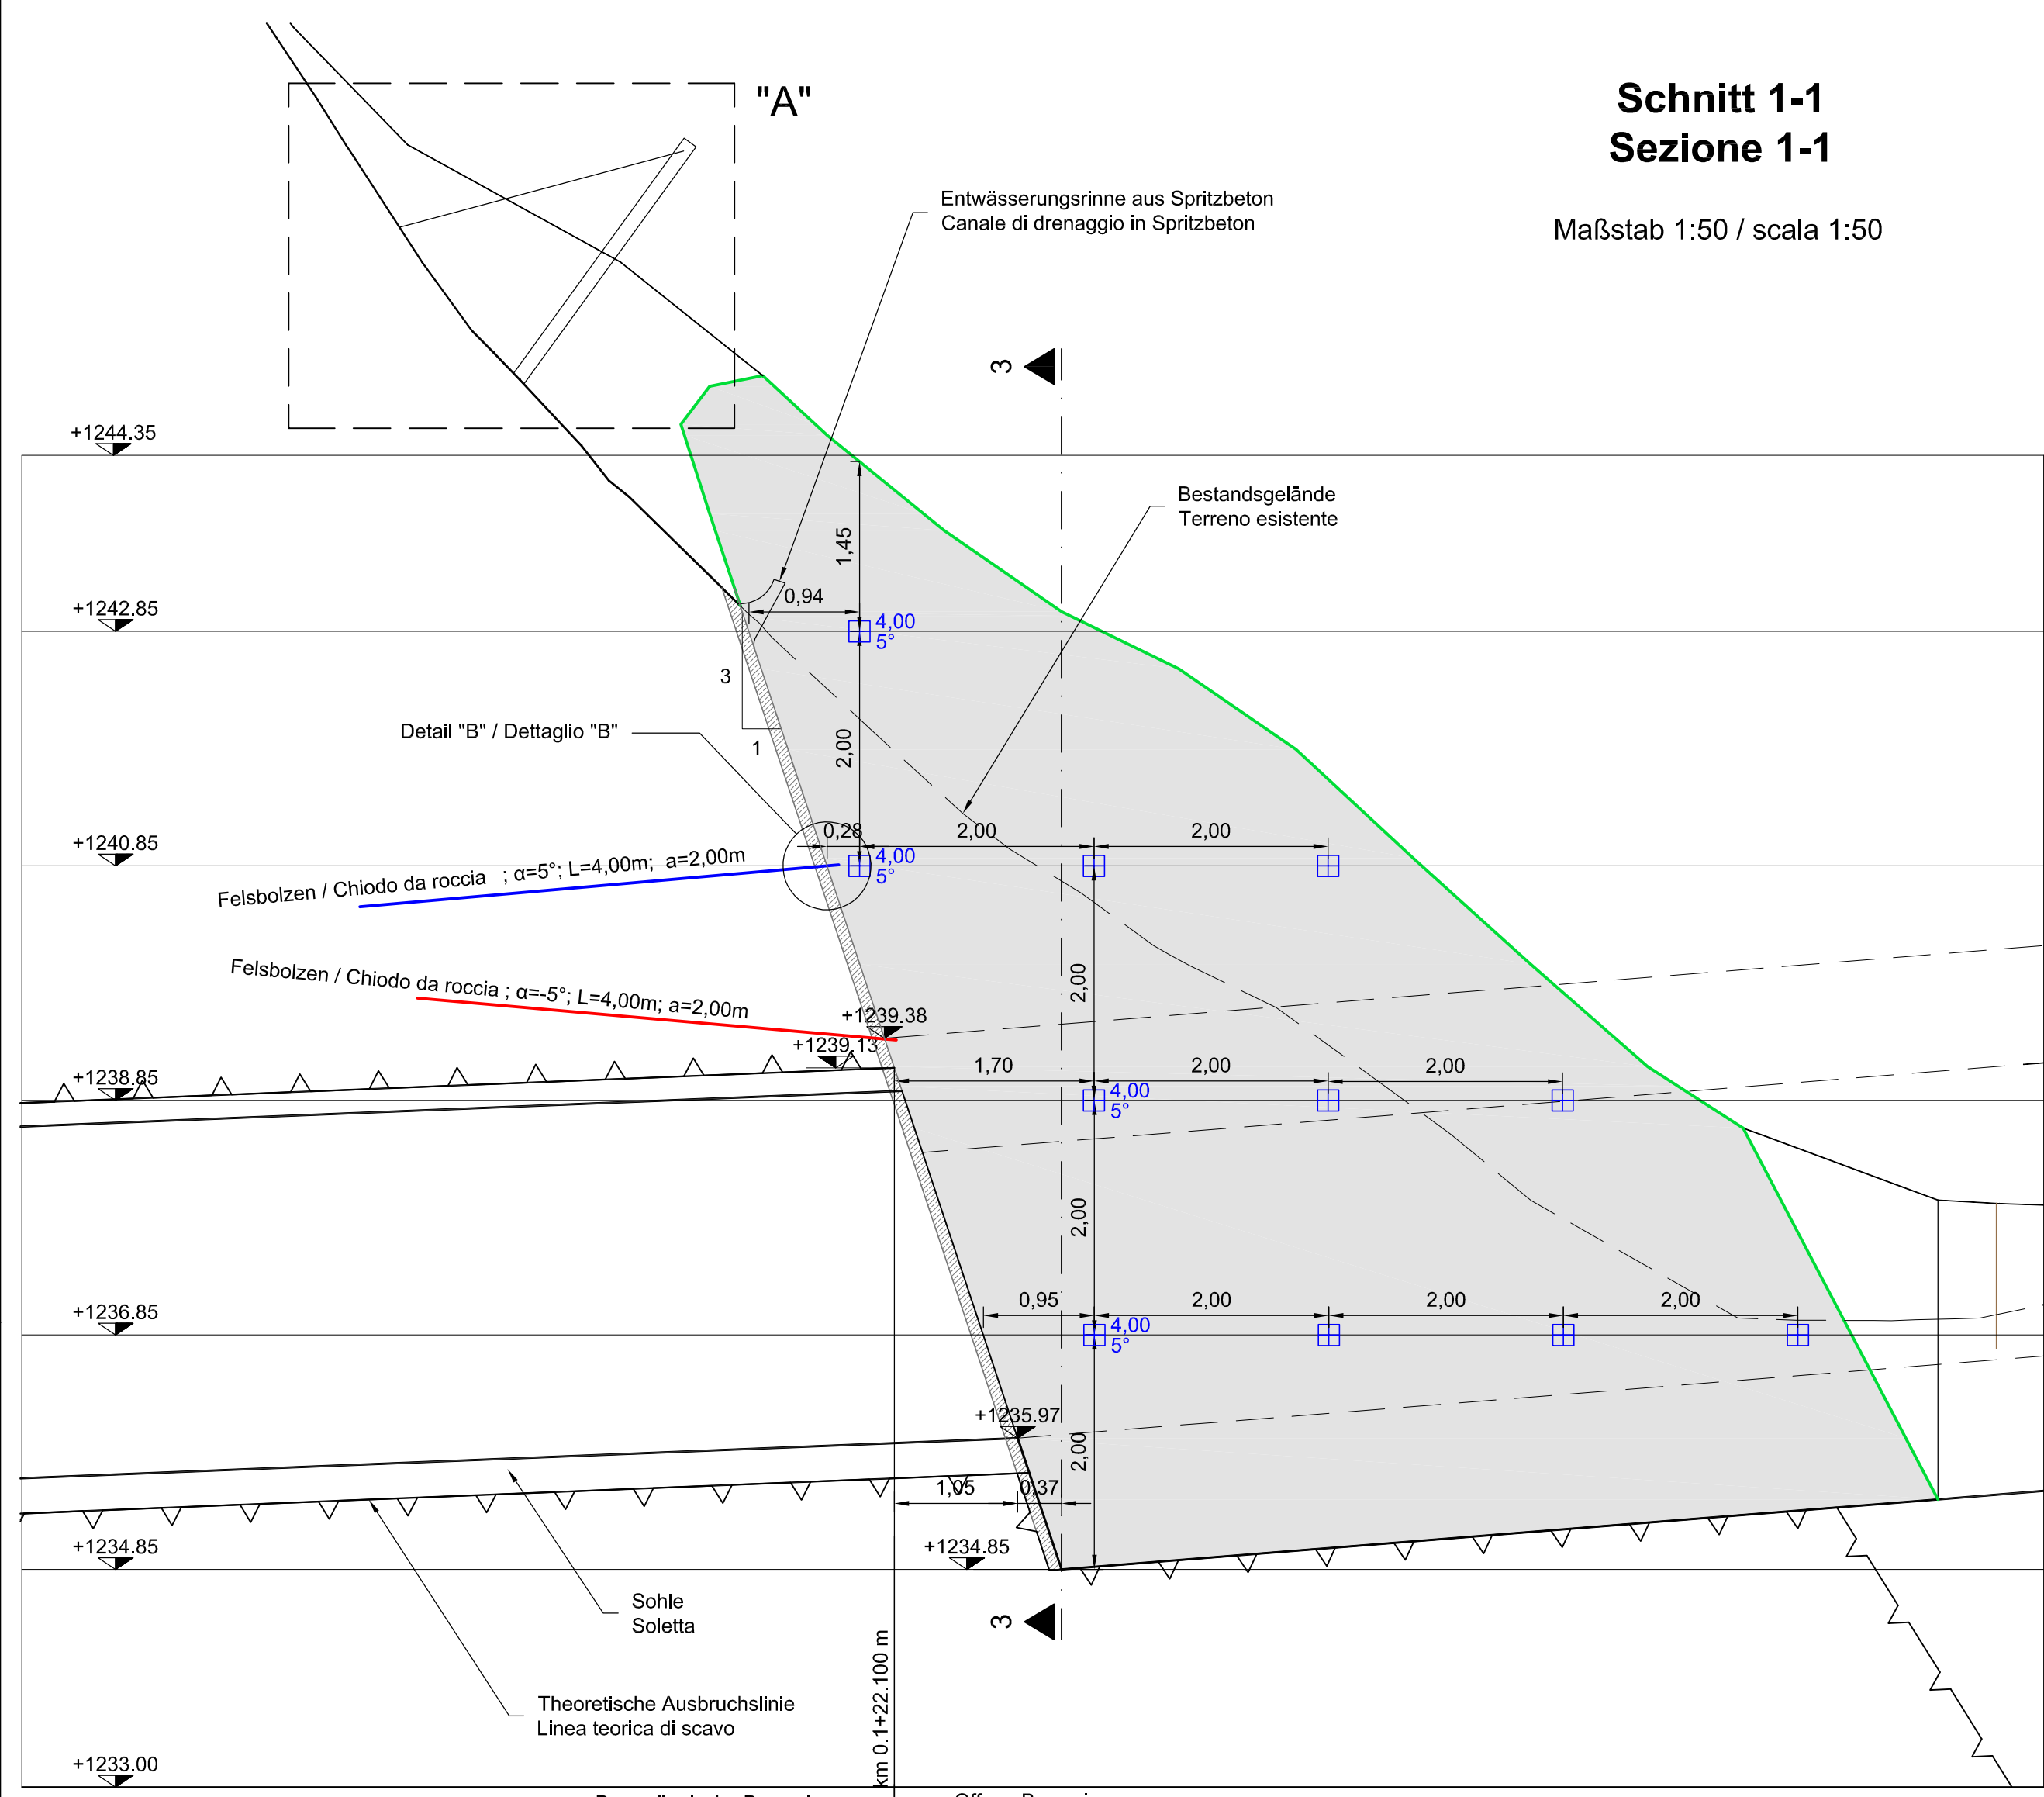 "A"
Schnitt 1-1
Sezione 1-1
Maßstab 1:50 / scala 1:50
Entwässerungsrinne aus Spritzbeton
Canale di drenaggio in Spritzbeton
3
+1244.35
Bestandsgelände
Terreno esistente
1,45
0,94
+1242.85
4,00
5°
3
1
Detail "B" / Dettaglio "B"
2,00
0,28
2,00
2,00
+1240.85
4,00
5°
Felsbolzen / Chiodo da roccia ; α=5°; L=4,00m; a=2,00m
Felsbolzen / Chiodo da roccia ; α=-5°; L=4,00m; a=2,00m
2,00
+1239.38
+1239.13
1,70
2,00
2,00
+1238.85
4,00
5°
2,00
0,95
2,00
2,00
2,00
+1236.85
4,00
5°
+1235.97
2,00
1,05
0,37
+1234.85
+1234.85
Sohle
Soletta
3
km 0.1+22.100 m
Theoretische Ausbruchslinie
Linea teorica di scavo
+1233.00